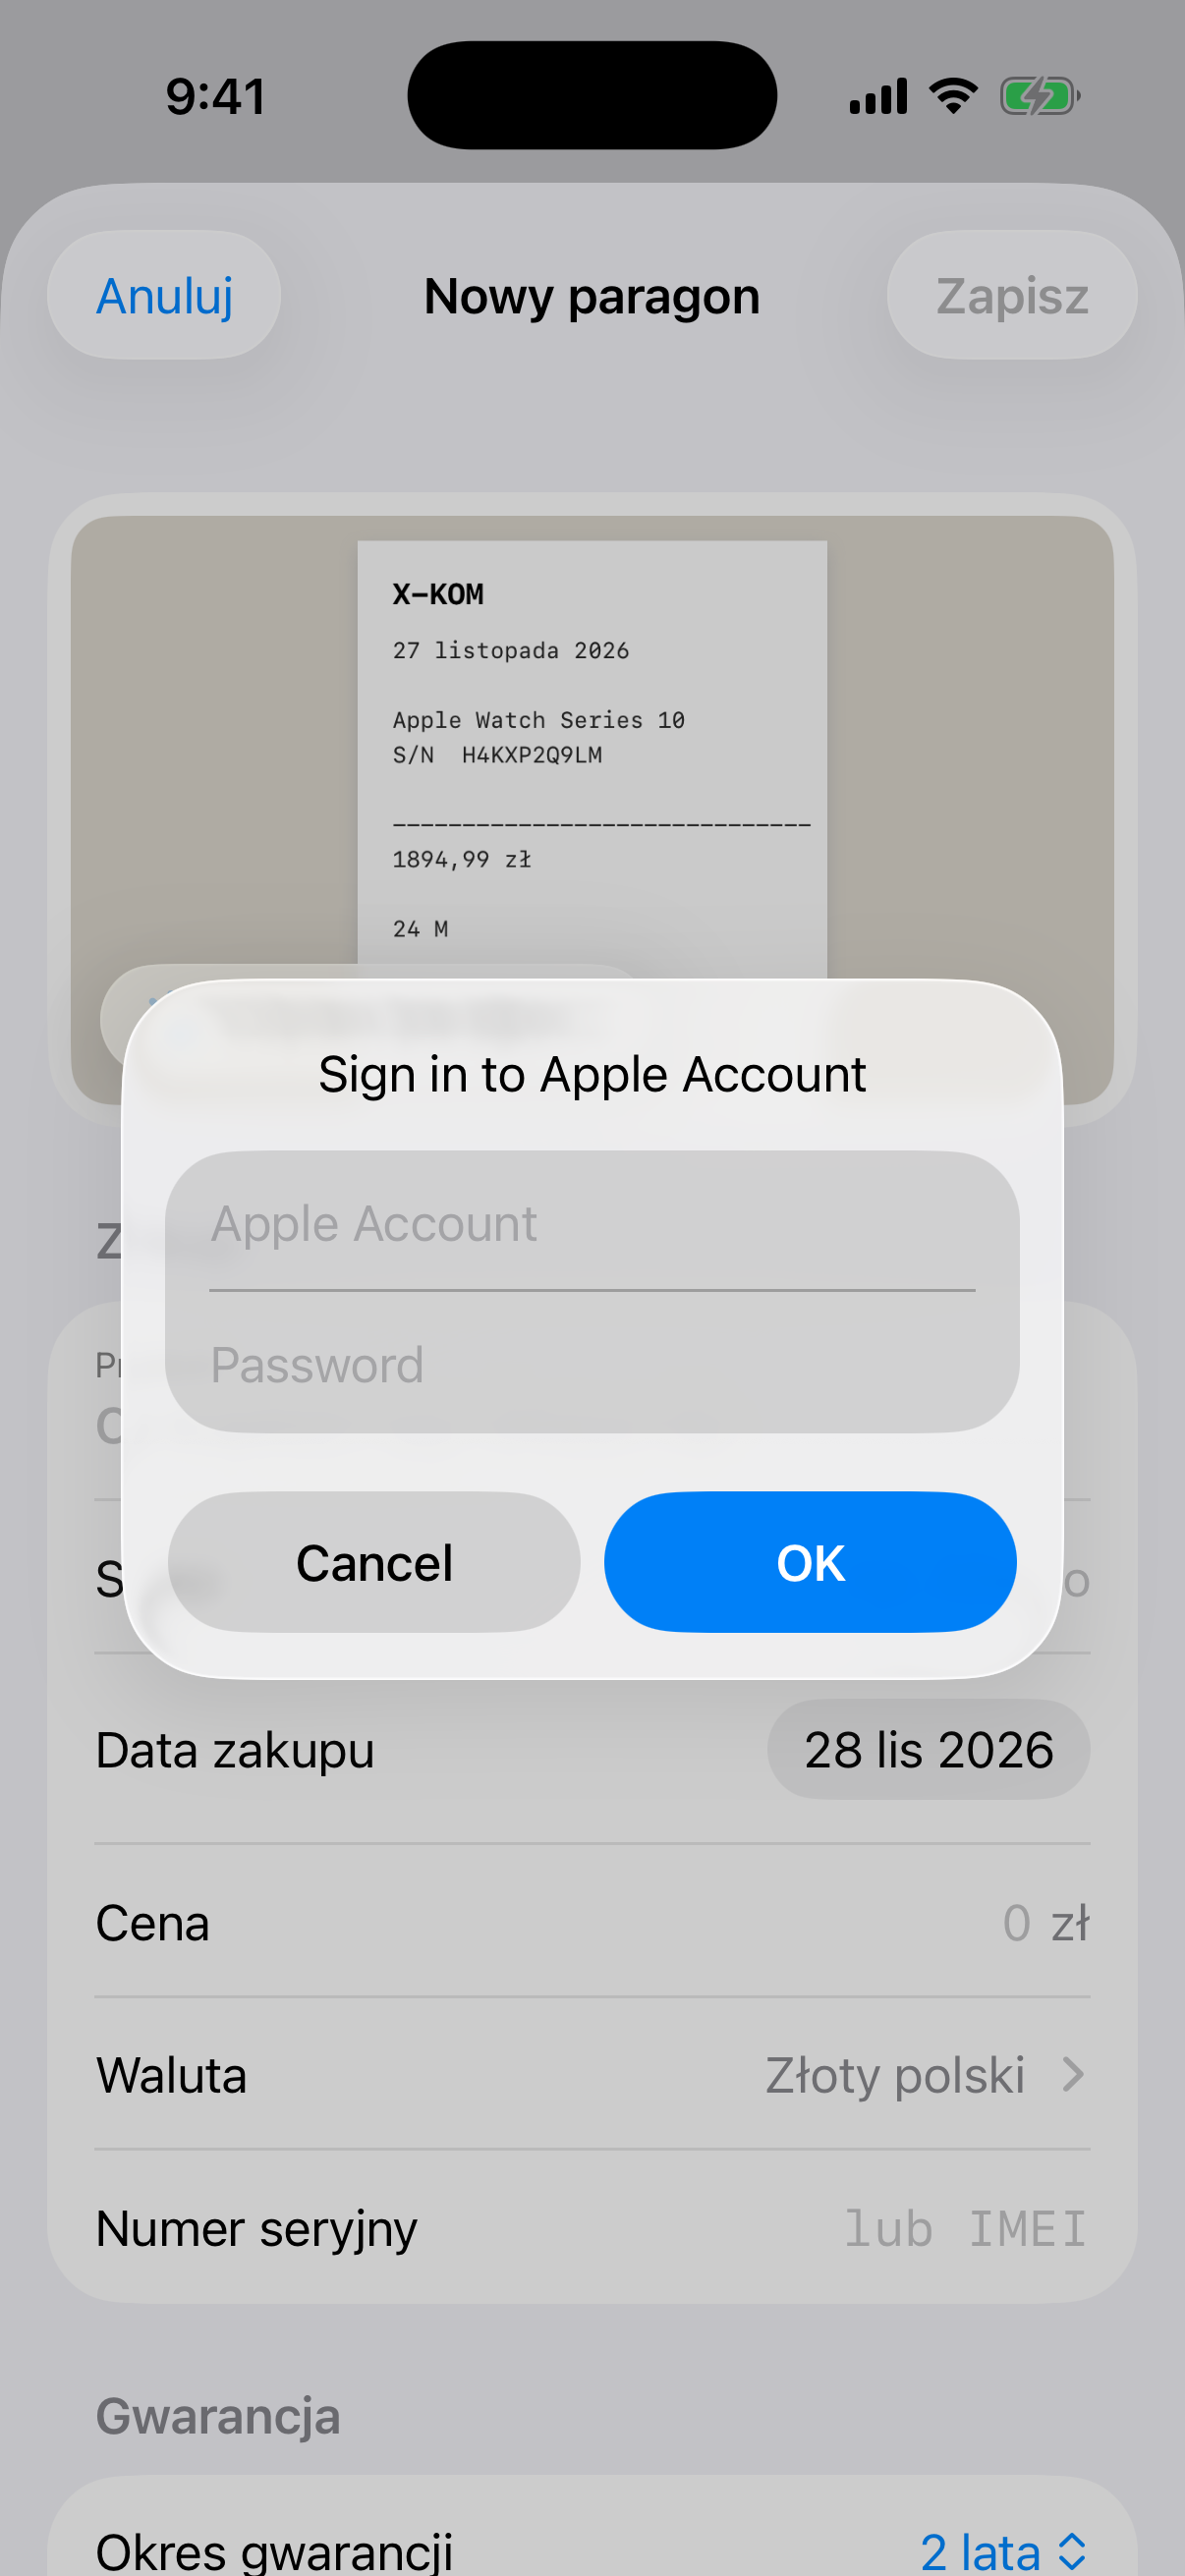 9:41
Anuluj
Nowy paragon
Zapisz
X-KOM
27 listopada 2026
Apple Watch Series 10
S/N H4KXP2Q9LM
------------------------------
1894,99 zł
24 M
Sign in to Apple Account
Apple Account
Password
Cancel
OK
Data zakupu
28 lis 2026
Cena
0 zł
Waluta
Złoty polski
Numer seryjny
lub IMEI
Gwarancja
Okres gwarancji
2 lata